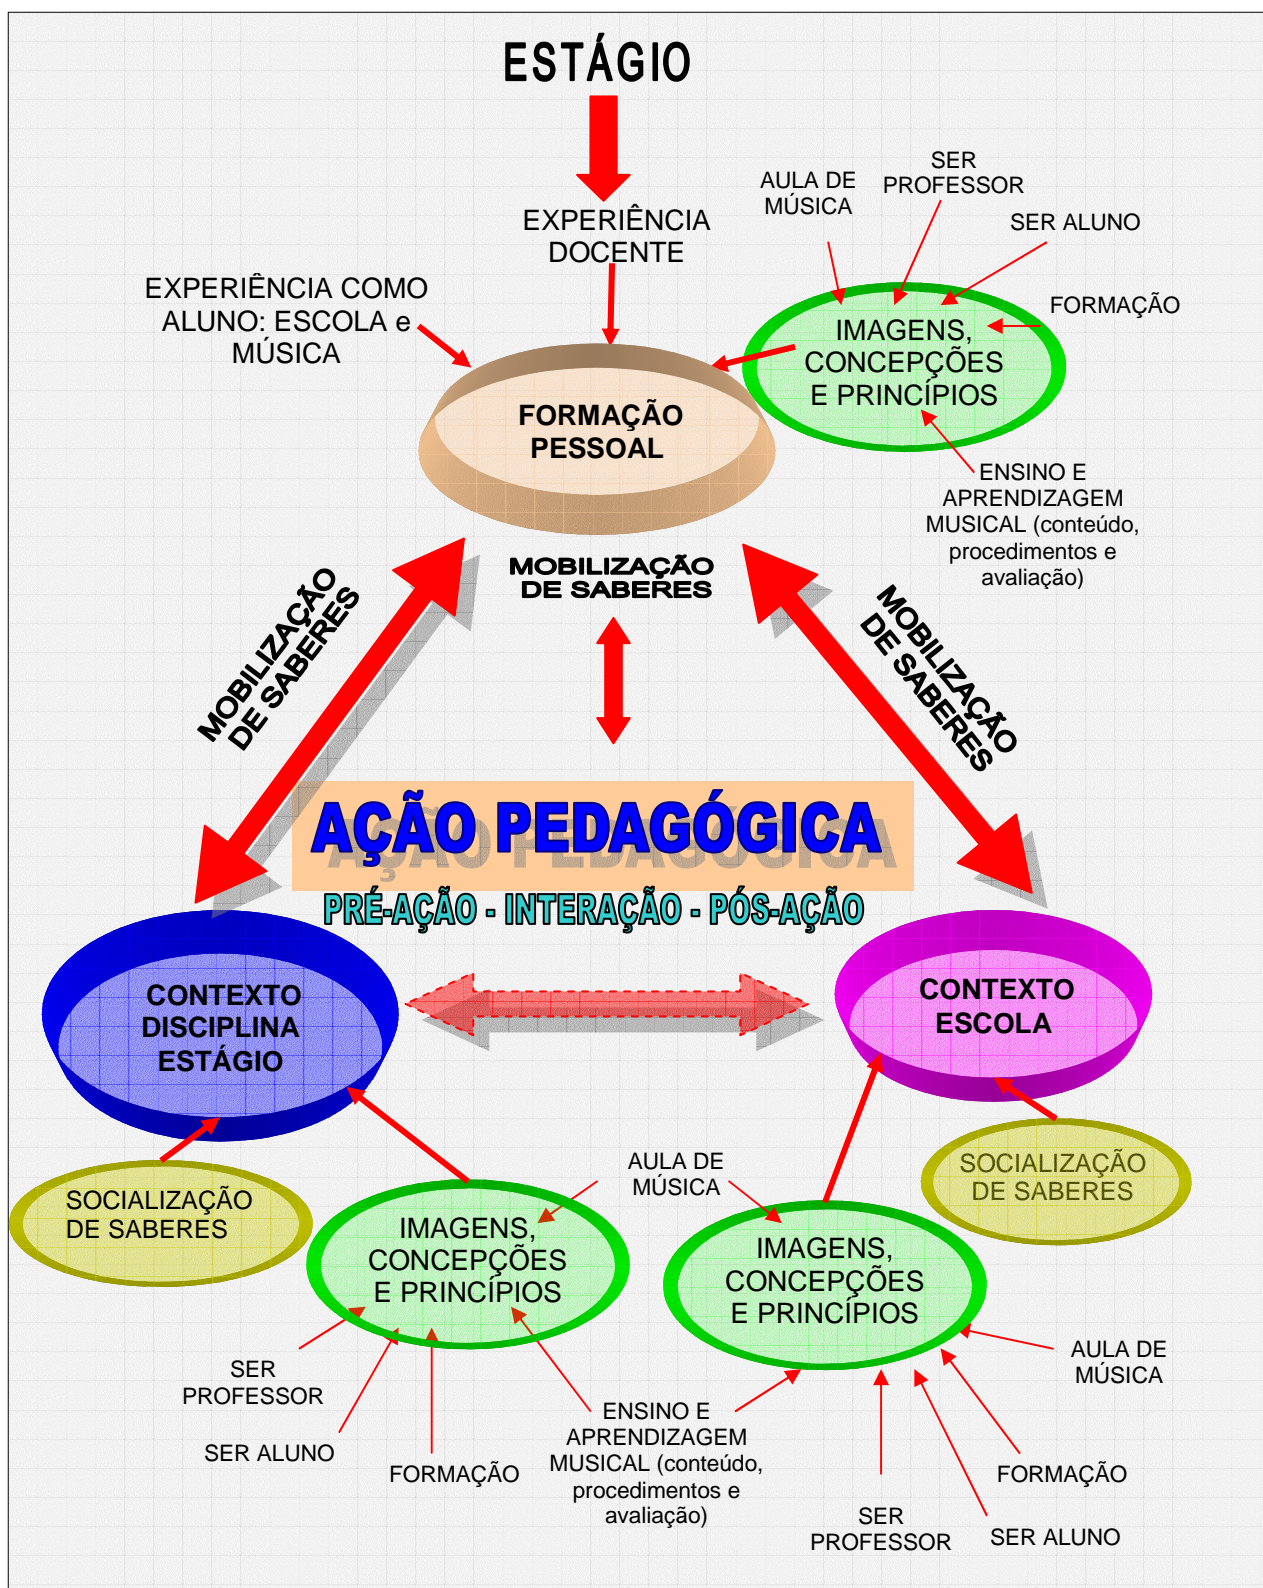 ESTÁGIO
EXPERIÊNCIA
DOCENTE
EXPERIÊNCIA COMO
ALUNO: ESCOLA e
MÚSICA
AULA DE
MÚSICA
SER
PROFESSOR
SER ALUNO
FORMAÇÃO
IMAGENS,
CONCEPÇÕES
E PRINCÍPIOS
FORMAÇÃO
PESSOAL
ENSINO E
APRENDIZAGEM
MUSICAL (conteúdo,
procedimentos e
avaliação)
MOBILIZAÇÃO
DE SABERES
MOBILIZAÇÃO
DE SABERES
MOBILIZAÇÃO
DE SABERES
AÇÃO PEDAGÓGICA
PRÉ-AÇÃO - INTERAÇÃO - PÓS-AÇÃO
CONTEXTO
DISCIPLINA
ESTÁGIO
CONTEXTO
ESCOLA
SOCIALIZAÇÃO
DE SABERES
IMAGENS,
CONCEPÇÕES
E PRINCÍPIOS
AULA DE
MÚSICA
IMAGENS,
CONCEPÇÕES
E PRINCÍPIOS
SOCIALIZAÇÃO
DE SABERES
SER
PROFESSOR
SER ALUNO
FORMAÇÃO
ENSINO E
APRENDIZAGEM
MUSICAL (conteúdo,
procedimentos e
avaliação)
AULA DE
MÚSICA
FORMAÇÃO
SER
PROFESSOR
SER ALUNO